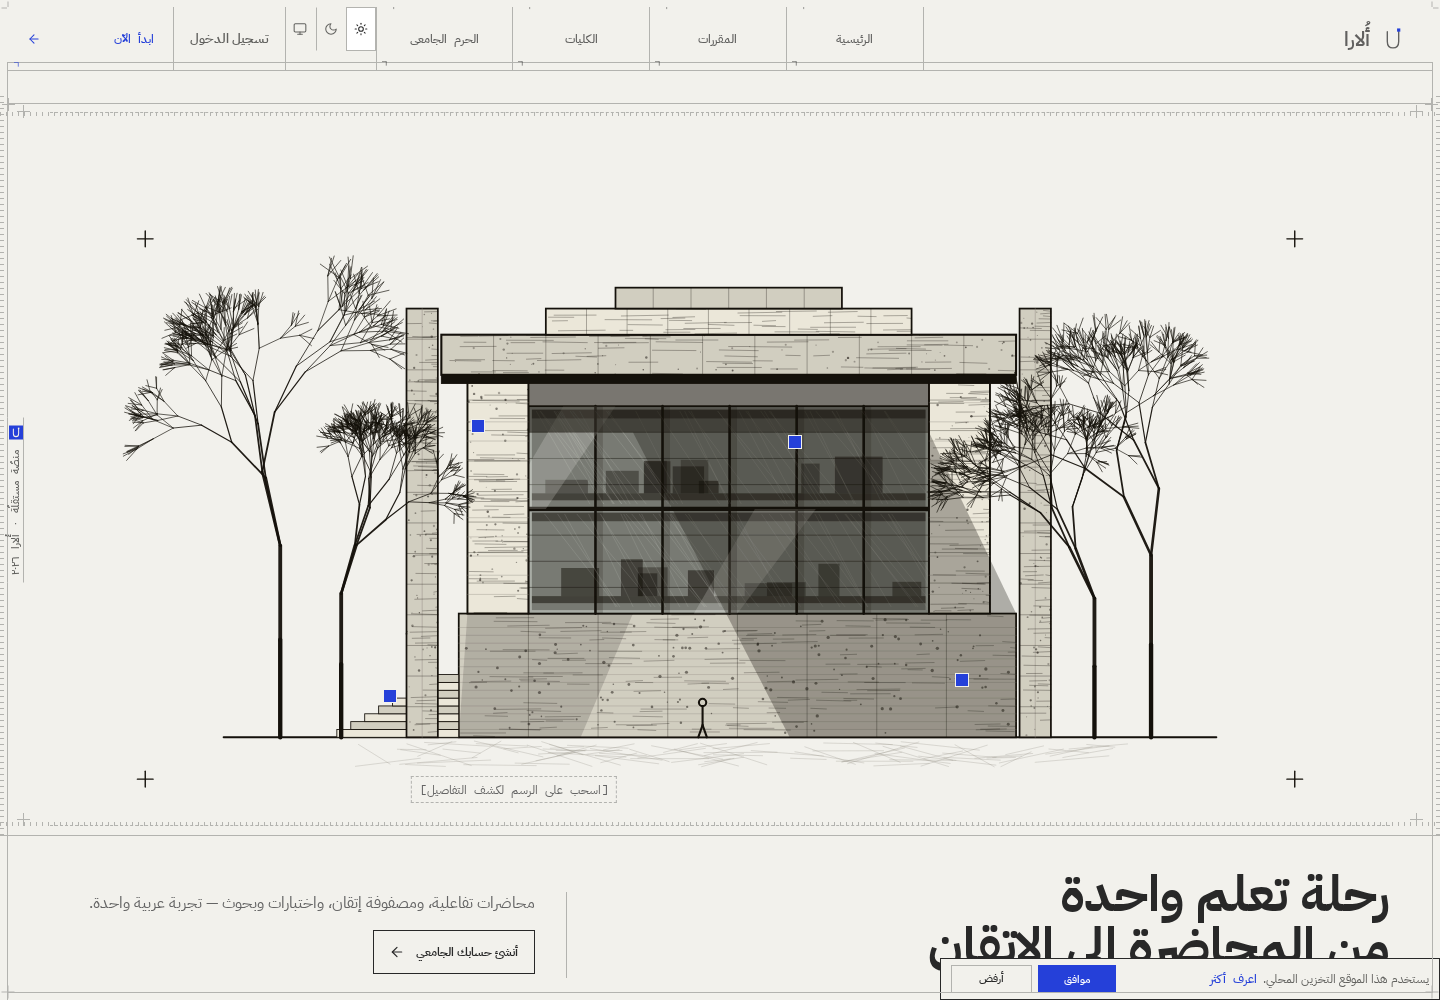 ألارا
الرئيسية
المقررات
الكليات
الحرم الجامعي
تسجيل الدخول
ابدأ الآن
منصّة مستقلّة · ألارا ٢٠٢٦
[اسحب على الرسم لكشف التفاصيل]
رحلة تعلم واحدة
من المحاضرة إلى الإتقان
محاضرات تفاعلية، ومصفوفة إتقان، واختبارات وبحوث — تجربة عربية واحدة.
أنشئ حسابك الجامعي
يستخدم هذا الموقع التخزين المحلي. اعرف أكثر
موافق
أرفض